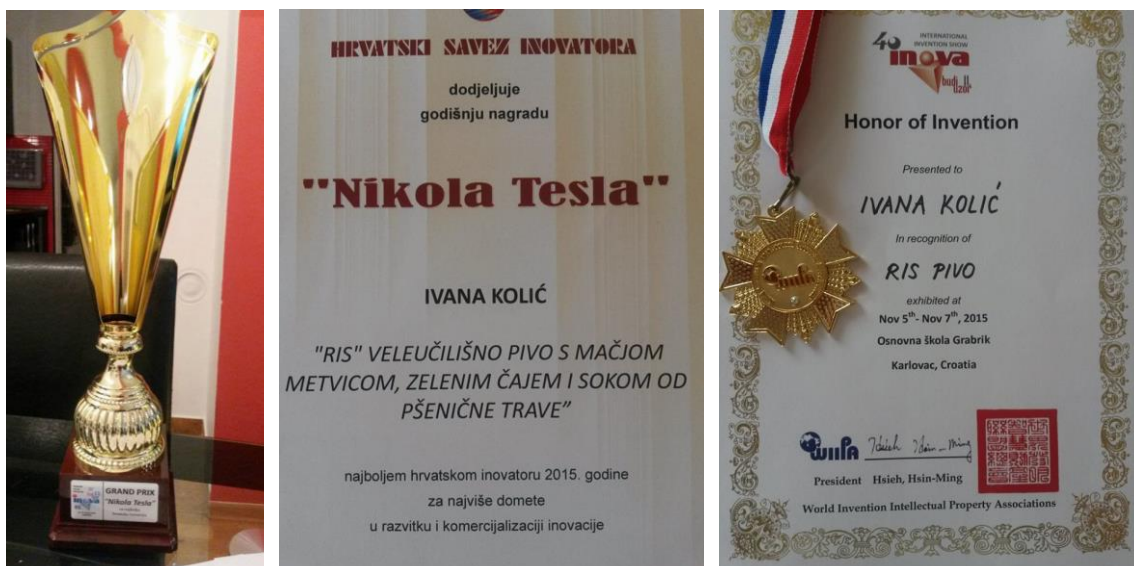 GRAND PRIX
"Nikola Tesla"
HRVATSKI SAVEZ INOVATORA
dodjeljuje
godišnju nagradu
"Nikola Tesla"
IVANA KOLIĆ
"RIS" VELEUČILIŠNO PIVO S MAČJOM
METVICOM, ZELENIM ČAJEM I SOKOM OD
PŠENIČNE TRAVE”
najboljem hrvatskom inovatoru 2015. godine
za najviše domete
u razvitku i komercijalizaciji inovacije
40 INTERNATIONAL
INVENTION SHOW
inova
budi uzor
Honor of Invention
Presented to
IVANA KOLIĆ
In recognition of
RIS PIVO
exhibited at
Nov 5th- Nov 7th, 2015
Osnovna škola Grabrik
Karlovac, Croatia
WIIPA
President Hsieh, Hsin-Ming
World Invention Intellectual Property Associations